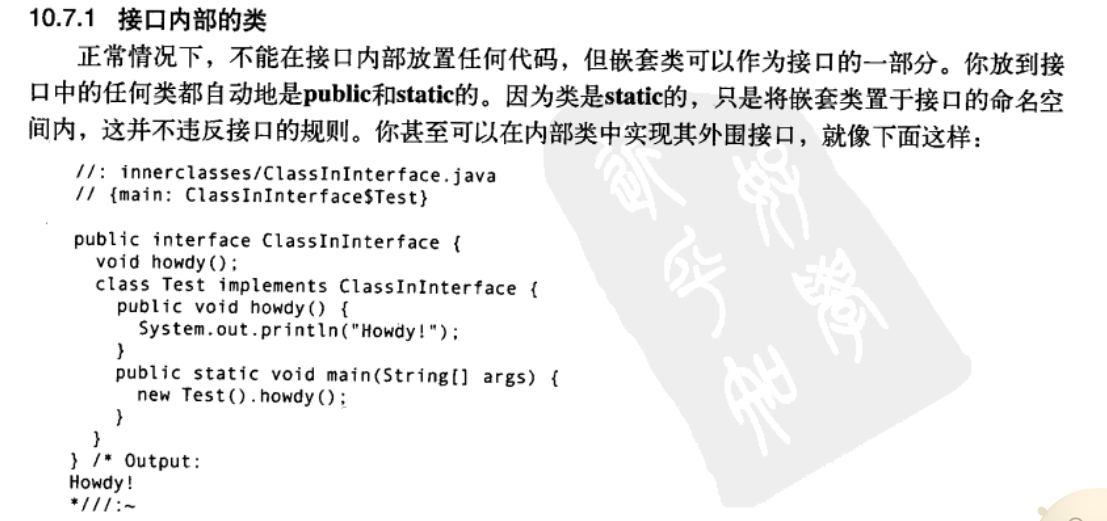 10.7.1 接口内部的类
正常情况下，不能在接口内部放置任何代码，但嵌套类可以作为接口的一部分。你放到接
口中的任何类都自动地是public和static的。因为类是static的，只是将嵌套类置于接口的命名空
间内，这并不违反接口的规则。你甚至可以在内部类中实现其外围接口，就像下面这样：
//: innerclasses/ClassInInterface.java
// {main: ClassInInterface$Test}
public interface ClassInInterface {
void howdy();
class Test implements ClassInInterface {
public void howdy() {
System.out.println("Howdy!");
}
public static void main(String[] args) {
new Test().howdy();
}
}
} /* Output:
Howdy!
*///:~